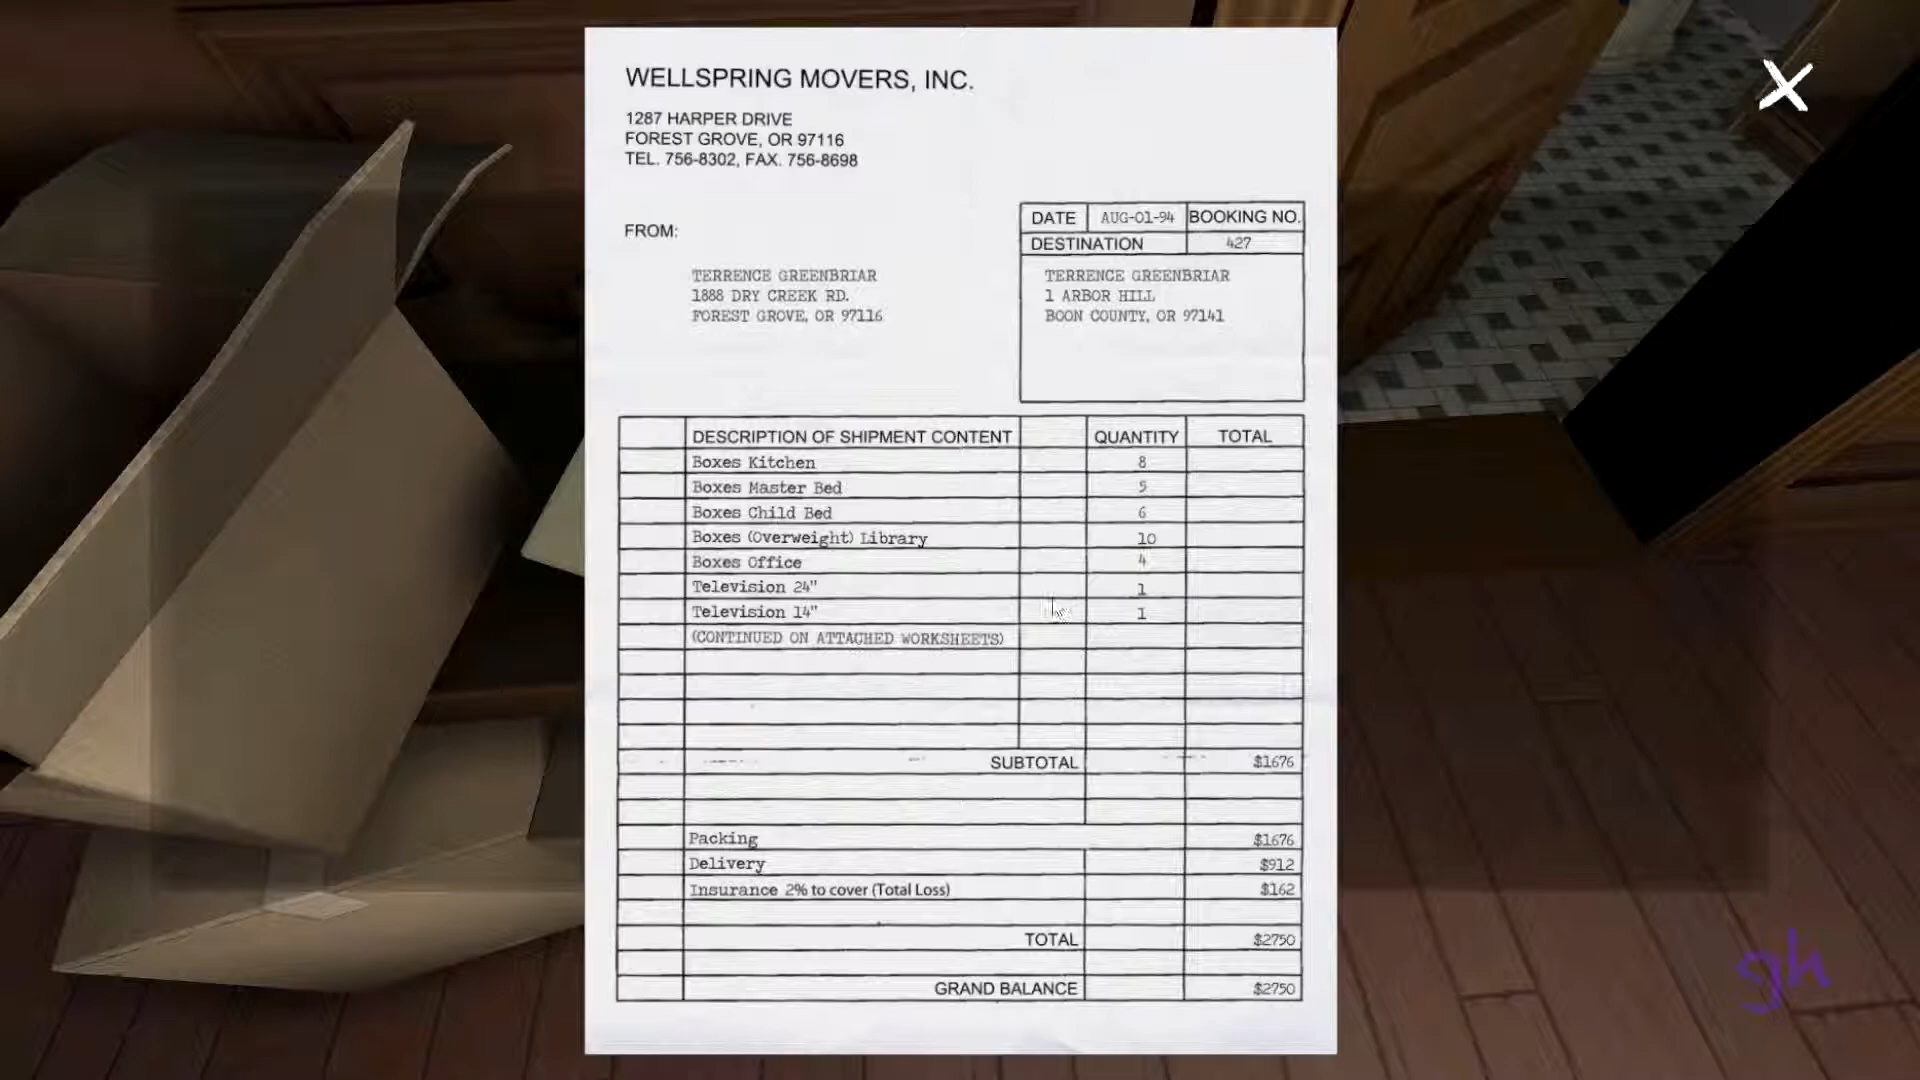 WELLSPRING MOVERS, INC.
1287 HARPER DRIVE
FOREST GROVE, OR 97116
TEL. 756-8302, FAX. 756-8698
DATE AUG-01-94 BOOKING NO.
DESTINATION 427
FROM:
TERRENCE GREENBRIAR
1888 DRY CREEK RD.
FOREST GROVE, OR 97116
TERRENCE GREENBRIAR
1 ARBOR HILL
BOON COUNTY, OR 97141
DESCRIPTION OF SHIPMENT CONTENT QUANTITY TOTAL
Boxes Kitchen 8
Boxes Master Bed 5
Boxes Child Bed 6
Boxes (Overweight) Library 10
Boxes Office 4
Television 24" 1
Television 14" 1
(CONTINUED ON ATTACHED WORKSHEETS)
SUBTOTAL $1676
Packing $1676
Delivery $912
Insurance 2% to cover (Total Loss) $162
TOTAL $2750
GRAND BALANCE $2750
gh